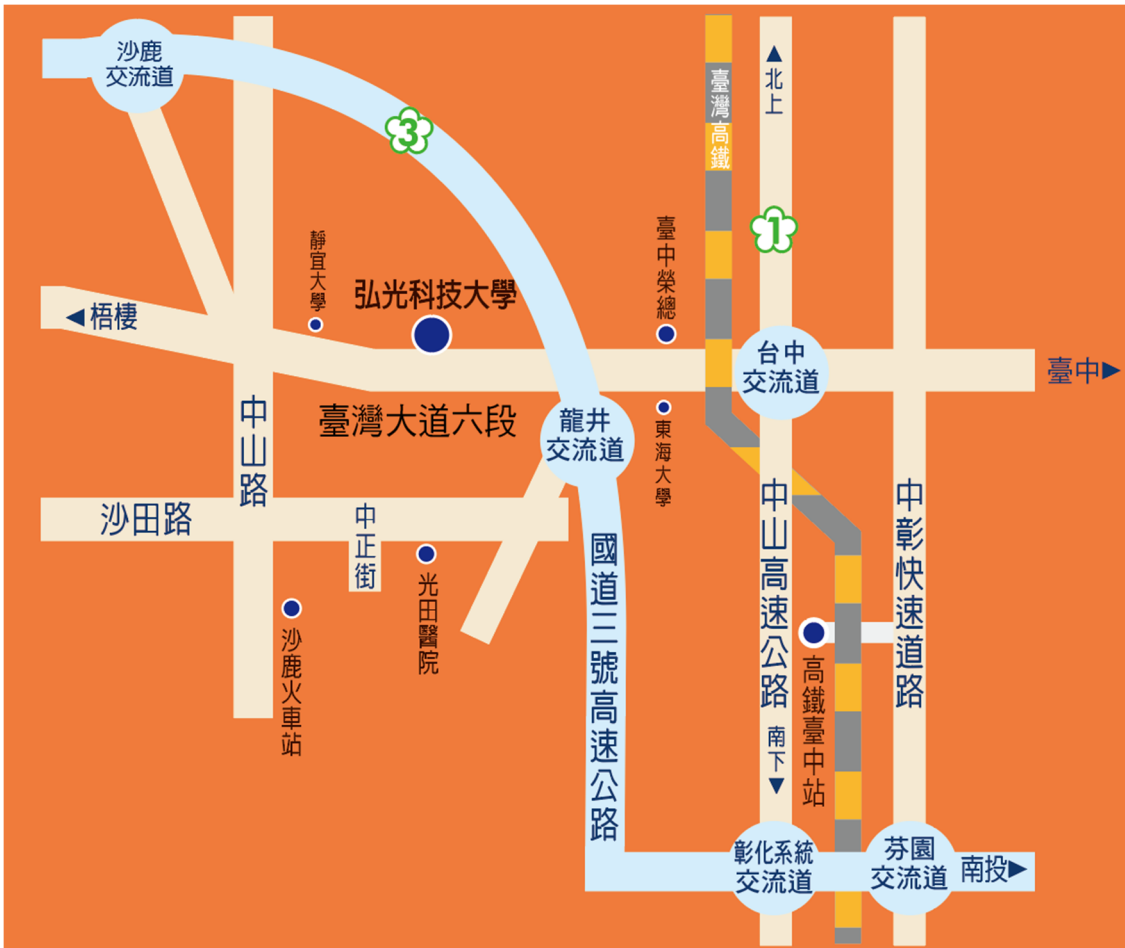 沙鹿
交流道
3
臺灣高鐵
▲北上
1
靜宜大學
弘光科技大學
臺中榮總
◀梧棲
台中
交流道
臺中▶
中山路
臺灣大道六段
龍井
交流道
東海大學
沙田路
中正街
光田醫院
沙鹿火車站
國道三號高速公路
中山高速公路
中彰快速道路
高鐵臺中站
南下▼
彰化系統
交流道
芬園
交流道
南投▶